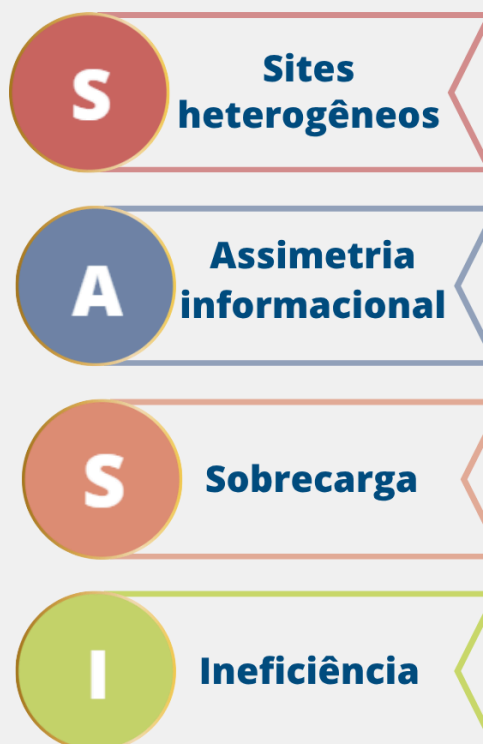 S
Sites
heterogêneos
A
Assimetria
informacional
S
Sobrecarga
I
Ineficiência